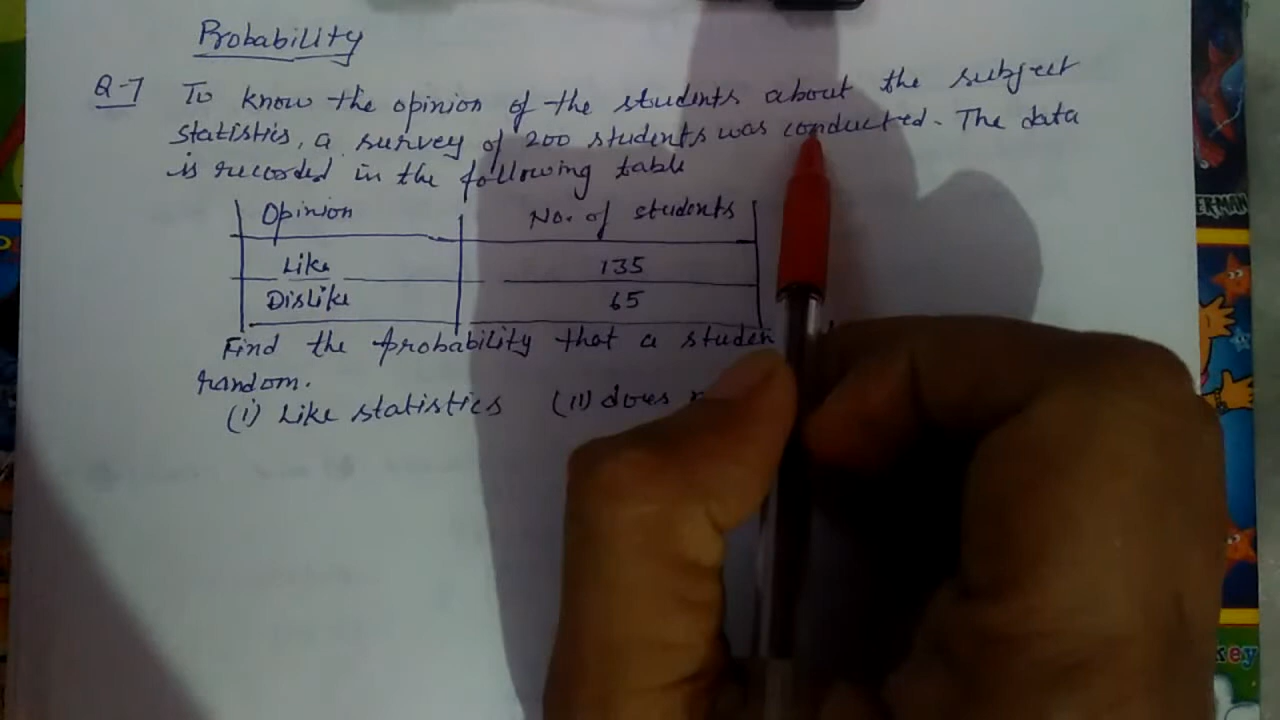 Probability
Q-7 To know the opinion of the students about the subject
statistics, a survey of 200 students was conducted. The data
is recorded in the following table
Opinion No. of students
Like 135
Dislike 65
Find the probability that a studen
random.
(i) Like statistics (ii) does
ERMAN
key